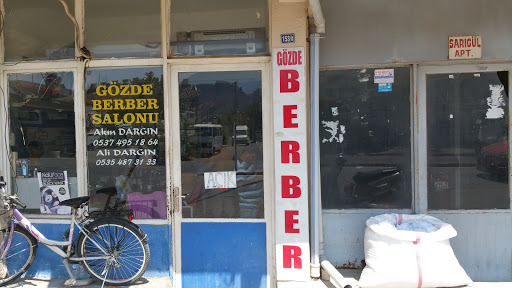 GÖZDE
BERBER
SALONU
Akın DARGIN
0537 495 18 64
Ali DARGIN
0535 487 31 33
AÇIK
GÖZDE
BERBER
SARIGÜL
APT.